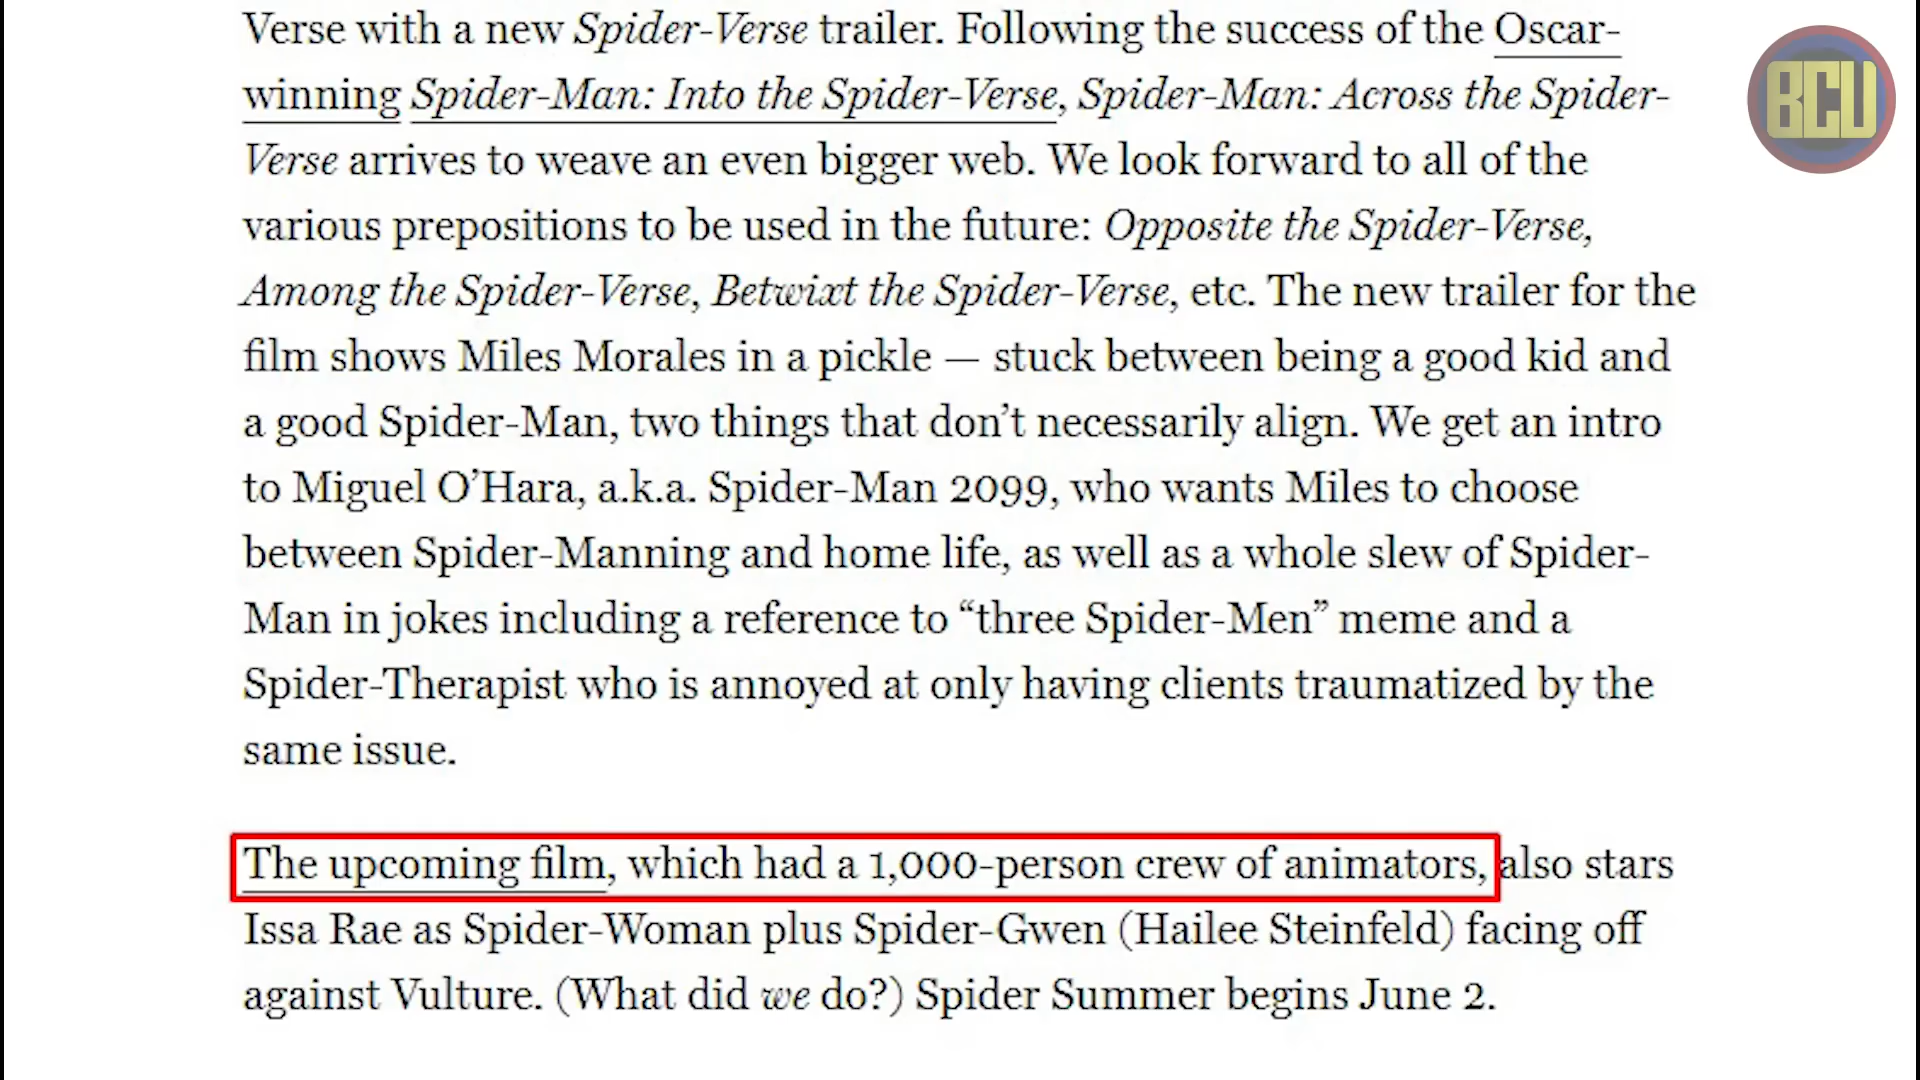 Verse with a new Spider-Verse trailer. Following the success of the Oscar-
winning Spider-Man: Into the Spider-Verse, Spider-Man: Across the Spider-
Verse arrives to weave an even bigger web. We look forward to all of the
various prepositions to be used in the future: Opposite the Spider-Verse,
Among the Spider-Verse, Betwixt the Spider-Verse, etc. The new trailer for the
film shows Miles Morales in a pickle — stuck between being a good kid and
a good Spider-Man, two things that don’t necessarily align. We get an intro
to Miguel O’Hara, a.k.a. Spider-Man 2099, who wants Miles to choose
between Spider-Manning and home life, as well as a whole slew of Spider-
Man in jokes including a reference to “three Spider-Men” meme and a
Spider-Therapist who is annoyed at only having clients traumatized by the
same issue.
The upcoming film, which had a 1,000-person crew of animators, also stars
Issa Rae as Spider-Woman plus Spider-Gwen (Hailee Steinfeld) facing off
against Vulture. (What did we do?) Spider Summer begins June 2.
BCU